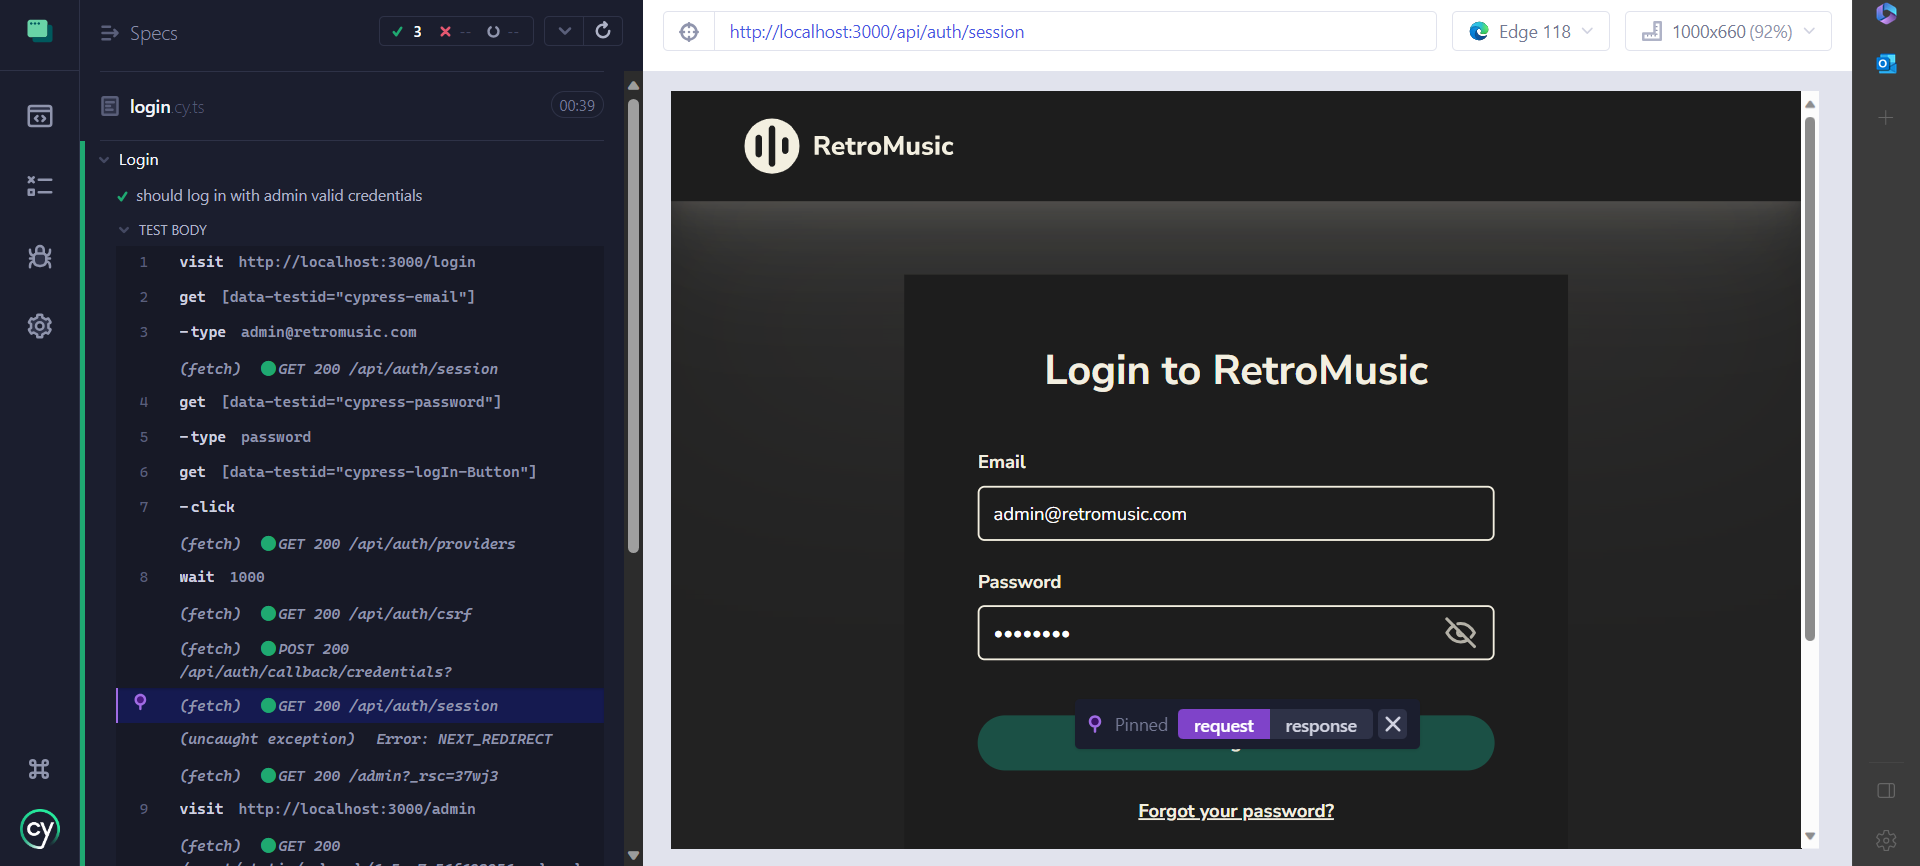 Specs
3 -- --
login.cy.ts
00:39
Login
should log in with admin valid credentials
TEST BODY
1 visit http://localhost:3000/login
2 get [data-testid="cypress-email"]
3 -type admin@retromusic.com
(fetch) GET 200 /api/auth/session
4 get [data-testid="cypress-password"]
5 -type password
6 get [data-testid="cypress-logIn-Button"]
7 -click
(fetch) GET 200 /api/auth/providers
8 wait 1000
(fetch) GET 200 /api/auth/csrf
(fetch) POST 200
/api/auth/callback/credentials?
(fetch) GET 200 /api/auth/session
(uncaught exception) Error: NEXT_REDIRECT
(fetch) GET 200 /admin?_rsc=37wj3
9 visit http://localhost:3000/admin
(fetch) GET 200
cy
http://localhost:3000/api/auth/session
Edge 118
1000x660 (92%)
RetroMusic
Login to RetroMusic
Email
admin@retromusic.com
Password
Pinned request response
Forgot your password?